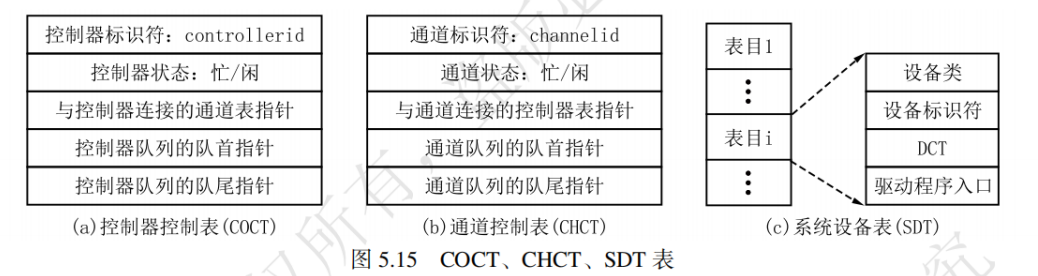 控制器标识符：controllerid
控制器状态：忙/闲
与控制器连接的通道表指针
控制器队列的队首指针
控制器队列的队尾指针
(a)控制器控制表(COCT)
通道标识符：channelid
通道状态：忙/闲
与通道连接的控制器表指针
通道队列的队首指针
通道队列的队尾指针
(b)通道控制表(CHCT)
表目1
⋮
表目i
⋮
设备类
设备标识符
DCT
驱动程序入口
(c)系统设备表(SDT)
图 5.15 COCT、CHCT、SDT 表